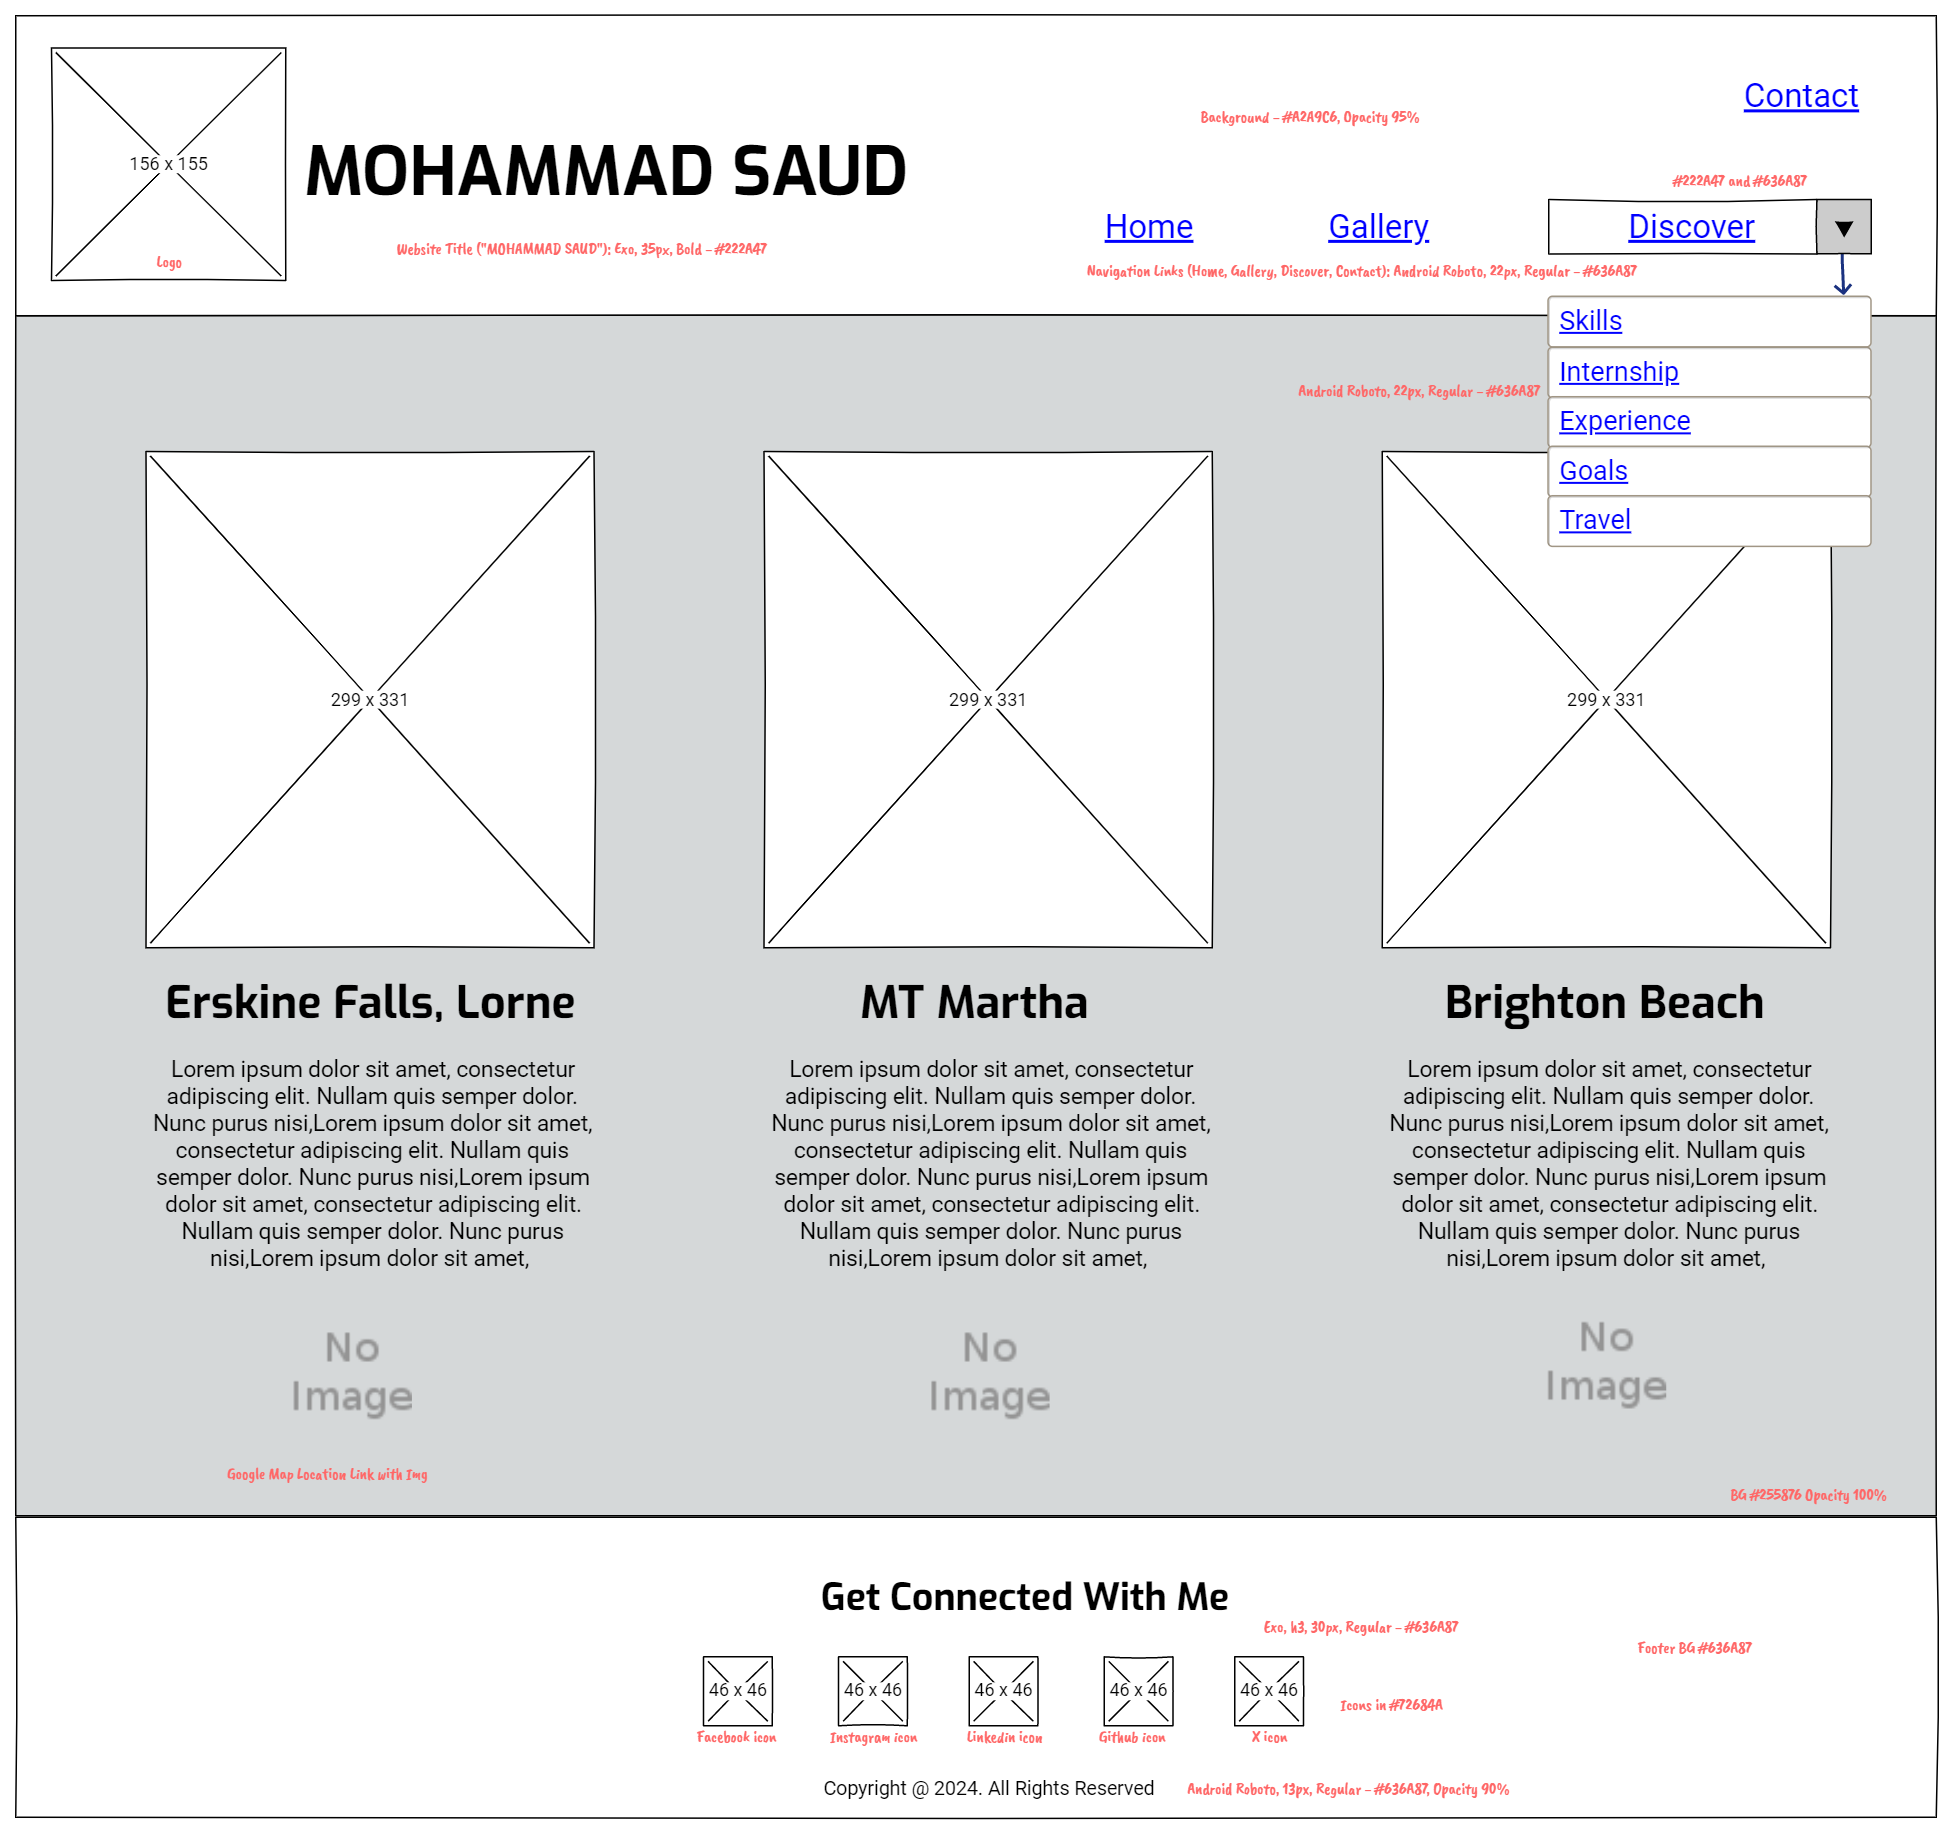 Contact
Background - #A2A9C6, Opacity 95%
156 x 155
MOHAMMAD SAUD
#222A47 and #636A87
Home
Gallery
Discover
Website Title ("MOHAMMAD SAUD"): Exo, 35px, Bold - #222A47
Logo
Navigation Links (Home, Gallery, Discover, Contact): Android Roboto, 22px, Regular - #636A87
Skills
Internship
Android Roboto, 22px, Regular - #636A87
Experience
Goals
Travel
299 x 331
299 x 331
299 x 331
Erskine Falls, Lorne
Lorem ipsum dolor sit amet, consectetur
adipiscing elit. Nullam quis semper dolor.
Nunc purus nisi,Lorem ipsum dolor sit amet,
consectetur adipiscing elit. Nullam quis
semper dolor. Nunc purus nisi,Lorem ipsum
dolor sit amet, consectetur adipiscing elit.
Nullam quis semper dolor. Nunc purus
nisi,Lorem ipsum dolor sit amet,
No
Image
Google Map Location Link with Img
MT Martha
Lorem ipsum dolor sit amet, consectetur
adipiscing elit. Nullam quis semper dolor.
Nunc purus nisi,Lorem ipsum dolor sit amet,
consectetur adipiscing elit. Nullam quis
semper dolor. Nunc purus nisi,Lorem ipsum
dolor sit amet, consectetur adipiscing elit.
Nullam quis semper dolor. Nunc purus
nisi,Lorem ipsum dolor sit amet,
No
Image
Brighton Beach
Lorem ipsum dolor sit amet, consectetur
adipiscing elit. Nullam quis semper dolor.
Nunc purus nisi,Lorem ipsum dolor sit amet,
consectetur adipiscing elit. Nullam quis
semper dolor. Nunc purus nisi,Lorem ipsum
dolor sit amet, consectetur adipiscing elit.
Nullam quis semper dolor. Nunc purus
nisi,Lorem ipsum dolor sit amet,
No
Image
BG #255876 Opacity 100%
Get Connected With Me
Exo, h3, 30px, Regular - #636A87
Footer BG #636A87
46 x 46
46 x 46
46 x 46
46 x 46
46 x 46
Icons in #72684A
Facebook icon
Instagram icon
Linkedin icon
Github icon
X icon
Copyright @ 2024. All Rights Reserved
Android Roboto, 13px, Regular - #636A87, Opacity 90%